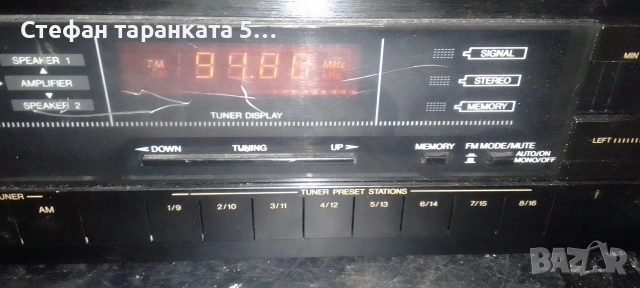 Стефан таранката 5...
SPEAKER 1
AMPLIFIER
SPEAKER 2
FM 94.80 MHz
TUNER DISPLAY
SIGNAL
STEREO
MEMORY
MIN
DOWN TUNING UP
MEMORY
FM MODE/MUTE
AUTO/ON
MONO/OFF
LEFT
TUNER PRESET STATIONS
AM
1/9 2/10 3/11 4/12 5/13 6/14 7/15 8/16
BAZAR